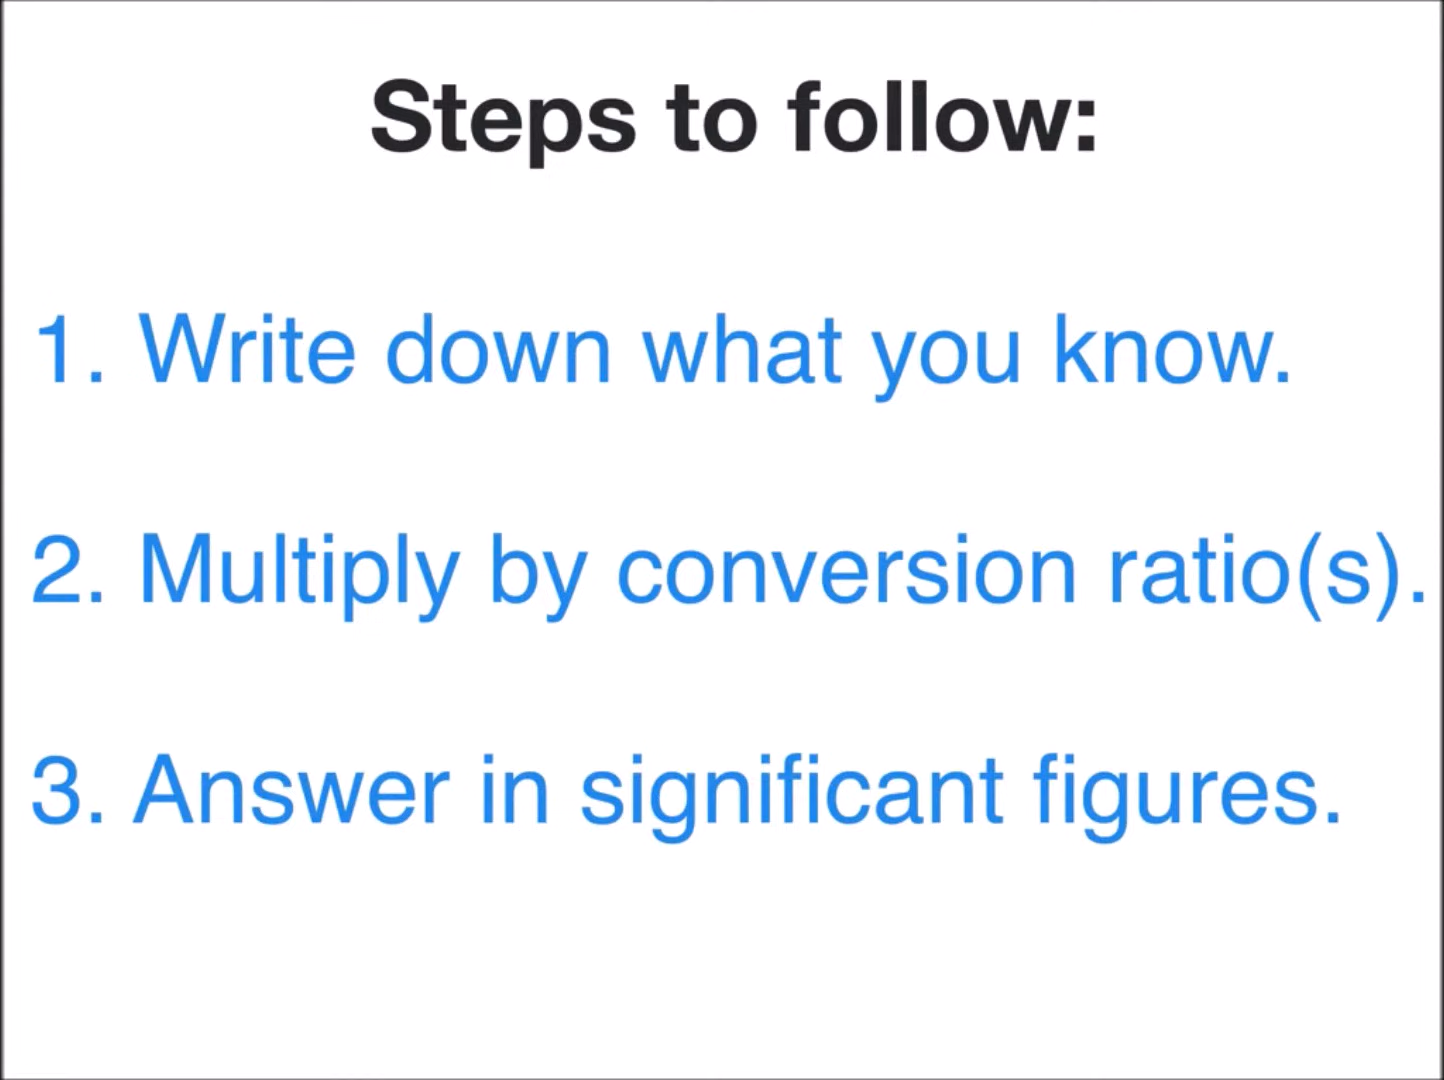 Steps to follow:
1. Write down what you know.
2. Multiply by conversion ratio(s).
3. Answer in significant figures.